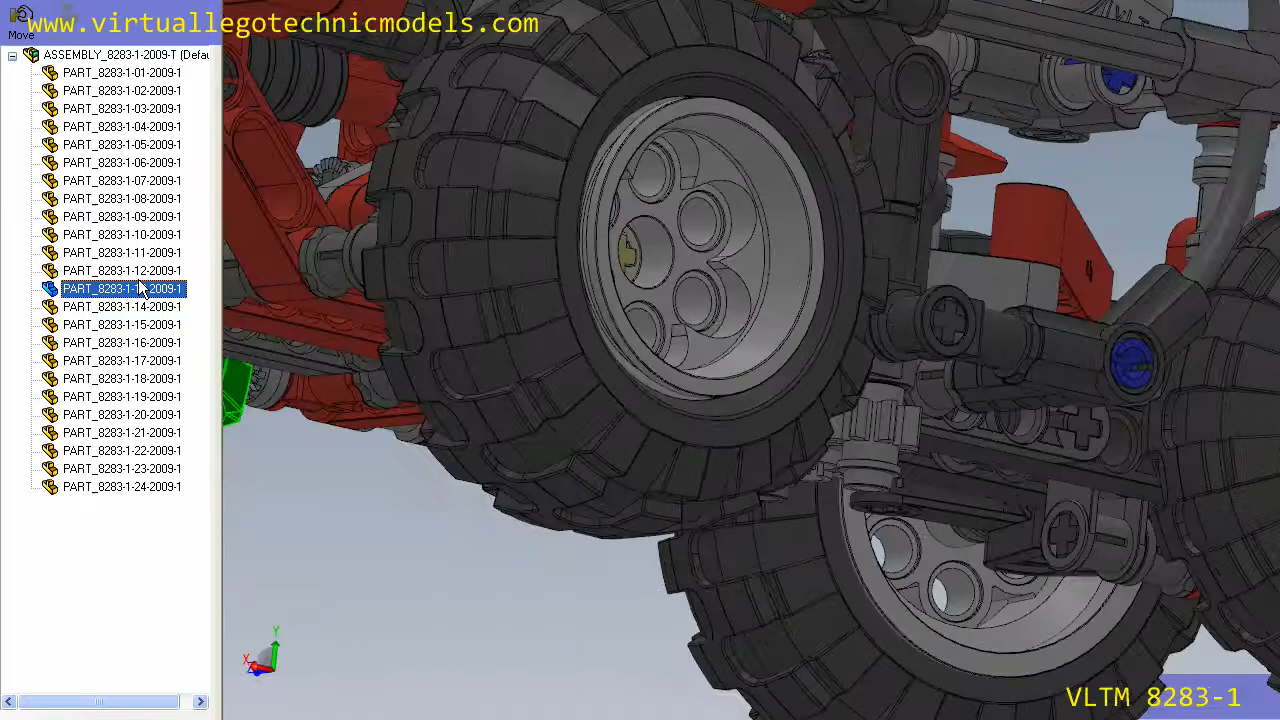 www.virtuallegotechnicmodels.com
Move
ASSEMBLY_8283-1-2009-T (Defau
PART_8283-1-01-2009-1
PART_8283-1-02-2009-1
PART_8283-1-03-2009-1
PART_8283-1-04-2009-1
PART_8283-1-05-2009-1
PART_8283-1-06-2009-1
PART_8283-1-07-2009-1
PART_8283-1-08-2009-1
PART_8283-1-09-2009-1
PART_8283-1-10-2009-1
PART_8283-1-11-2009-1
PART_8283-1-12-2009-1
PART_8283-1-1 -2009-1
PART_8283-1-14-2009-1
PART_8283-1-15-2009-1
PART_8283-1-16-2009-1
PART_8283-1-17-2009-1
PART_8283-1-18-2009-1
PART_8283-1-19-2009-1
PART_8283-1-20-2009-1
PART_8283-1-21-2009-1
PART_8283-1-22-2009-1
PART_8283-1-23-2009-1
PART_8283-1-24-2009-1
Y
X
VLTM 8283-1